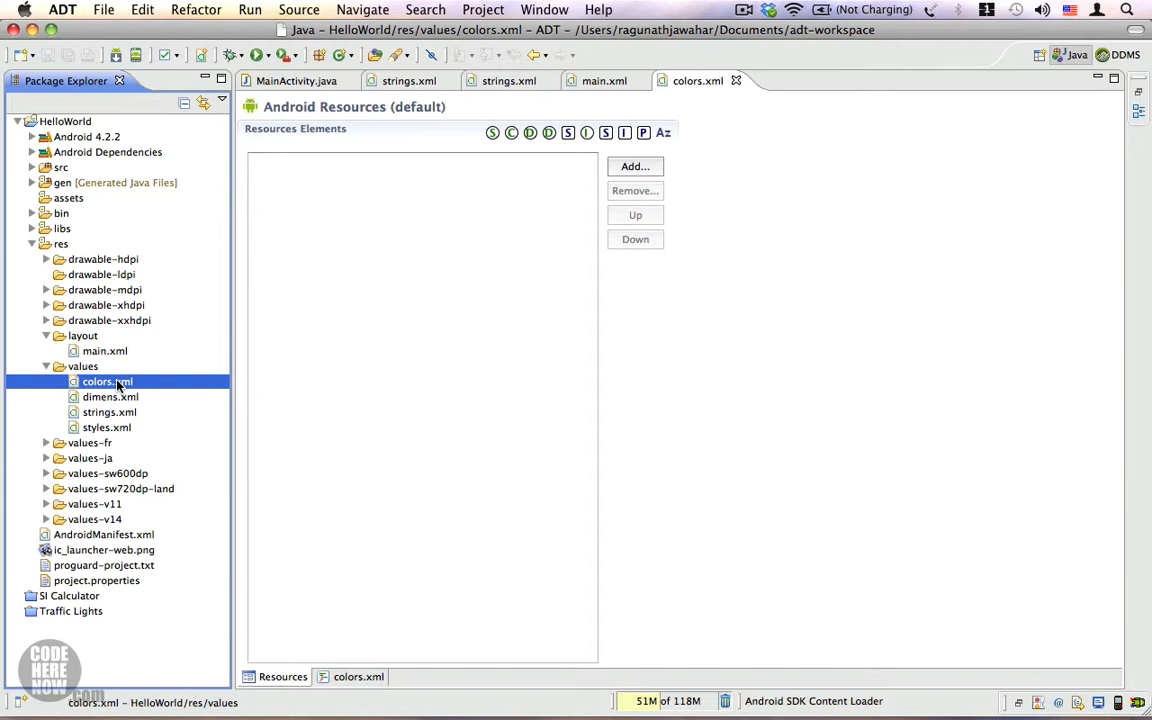 ADT File Edit Refactor Run Source Navigate Search Project Window Help (Not Charging) 1
Java – HelloWorld/res/values/colors.xml – ADT – /Users/ragunathjawahar/Documents/adt-workspace
Java DDMS
Package Explorer
MainActivity.java strings.xml strings.xml main.xml colors.xml
Android Resources (default)
Resources Elements
S C D D S I S I P Az
Add...
Remove...
Up
Down
HelloWorld
Android 4.2.2
Android Dependencies
src
gen [Generated Java Files]
assets
bin
libs
res
drawable-hdpi
drawable-ldpi
drawable-mdpi
drawable-xhdpi
drawable-xxhdpi
layout
main.xml
values
colors.xml
dimens.xml
strings.xml
styles.xml
values-fr
values-ja
values-sw600dp
values-sw720dp-land
values-v11
values-v14
AndroidManifest.xml
ic_launcher-web.png
proguard-project.txt
project.properties
SI Calculator
Traffic Lights
CODE
HERE
NOW
.com
Resources colors.xml
colors.xml – HelloWorld/res/values
51M of 118M
Android SDK Content Loader